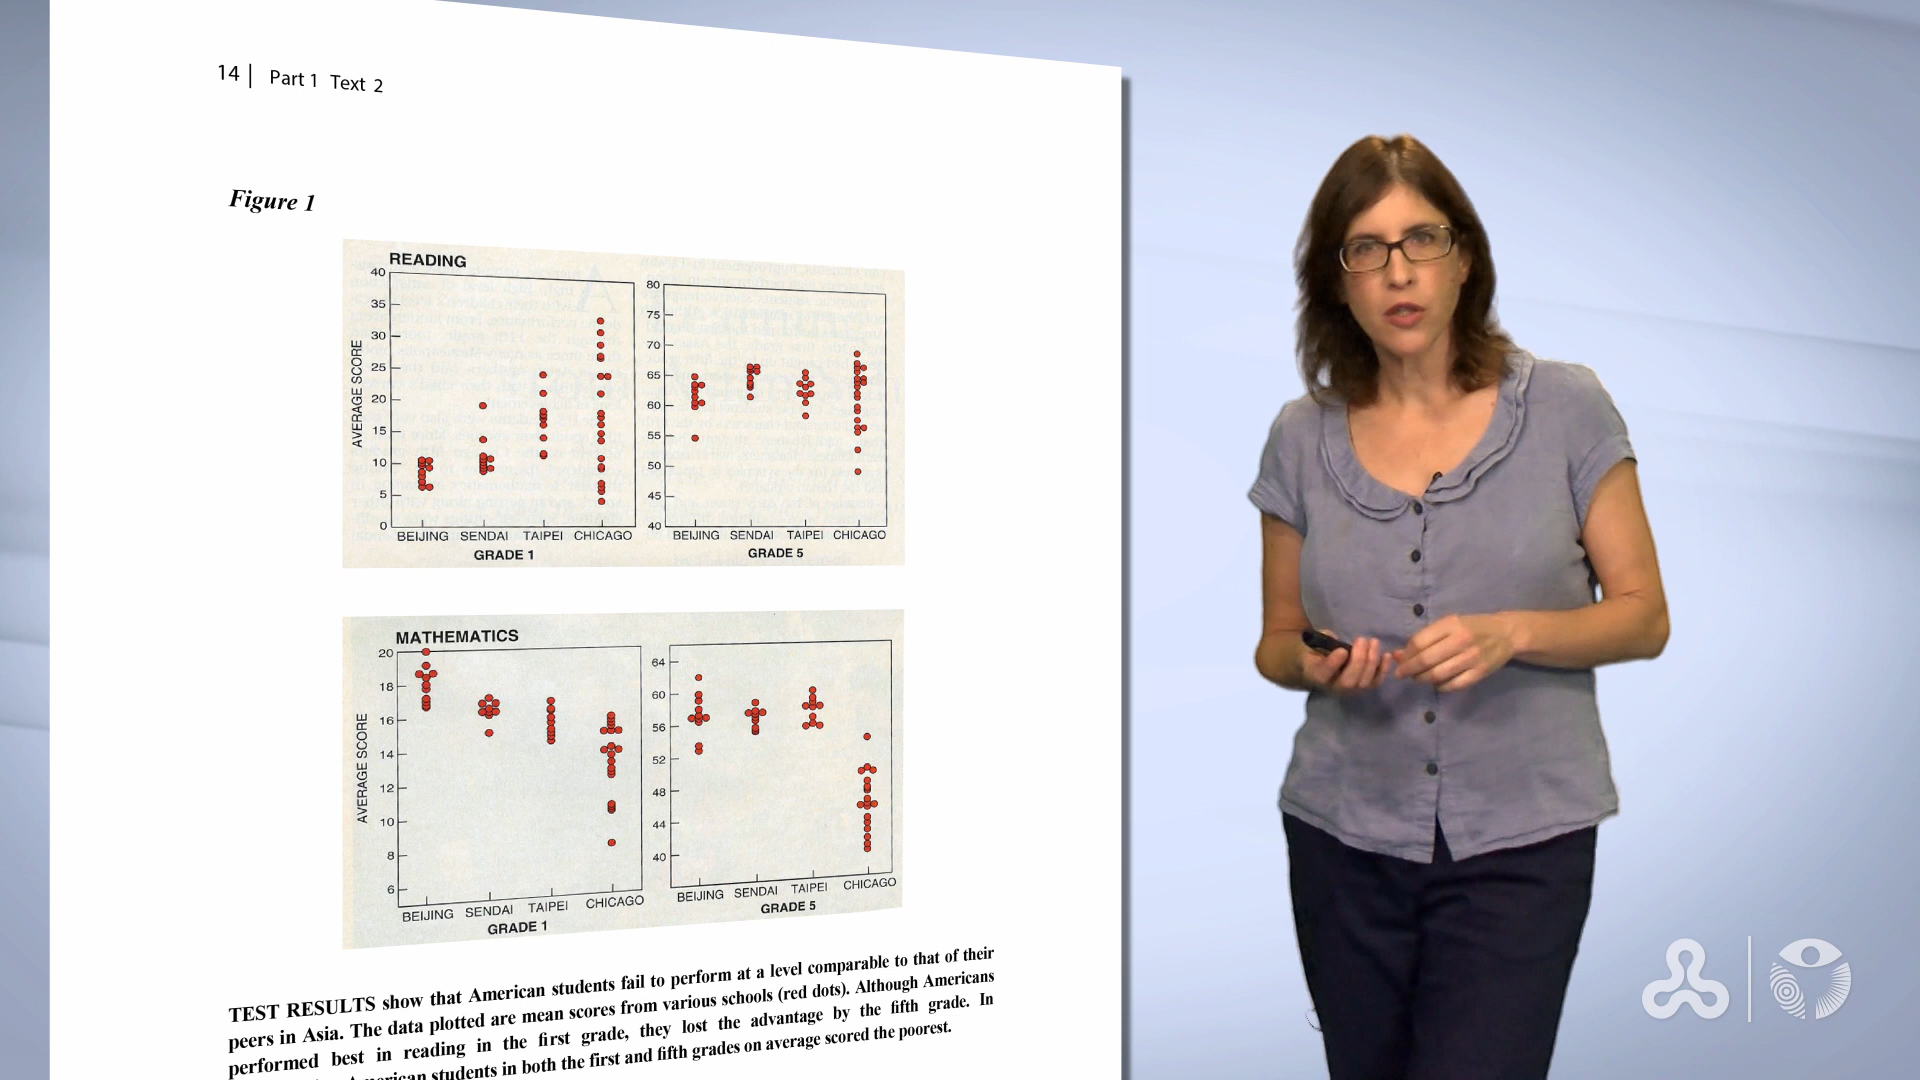 14 | Part 1 Text 2
Figure 1
READING
AVERAGE SCORE
40
35
30
25
20
15
10
5
0
BEIJING SENDAI TAIPEI CHICAGO
GRADE 1
80
75
70
65
60
55
50
45
40
BEIJING SENDAI TAIPEI CHICAGO
GRADE 5
MATHEMATICS
AVERAGE SCORE
20
18
16
14
12
10
8
6
BEIJING SENDAI TAIPEI CHICAGO
GRADE 1
64
60
56
52
48
44
40
BEIJING SENDAI TAIPEI CHICAGO
GRADE 5
TEST RESULTS show that American students fail to perform at a level comparable to that of their
peers in Asia. The data plotted are mean scores from various schools (red dots). Although Americans
performed best in reading in the first grade, they lost the advantage by the fifth grade. In
American students in both the first and fifth grades on average scored the poorest.